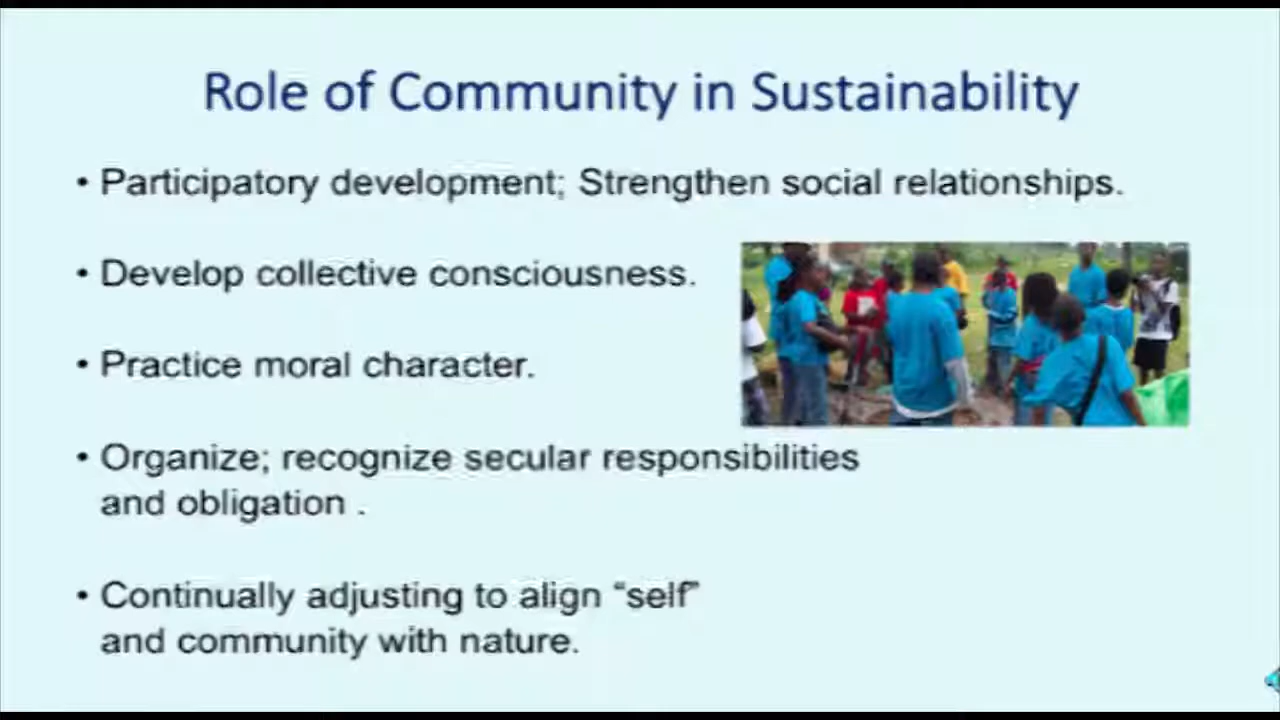 Role of Community in Sustainability
• Participatory development; Strengthen social relationships.
• Develop collective consciousness.
• Practice moral character.
• Organize; recognize secular responsibilities
and obligation .
• Continually adjusting to align “self”
and community with nature.